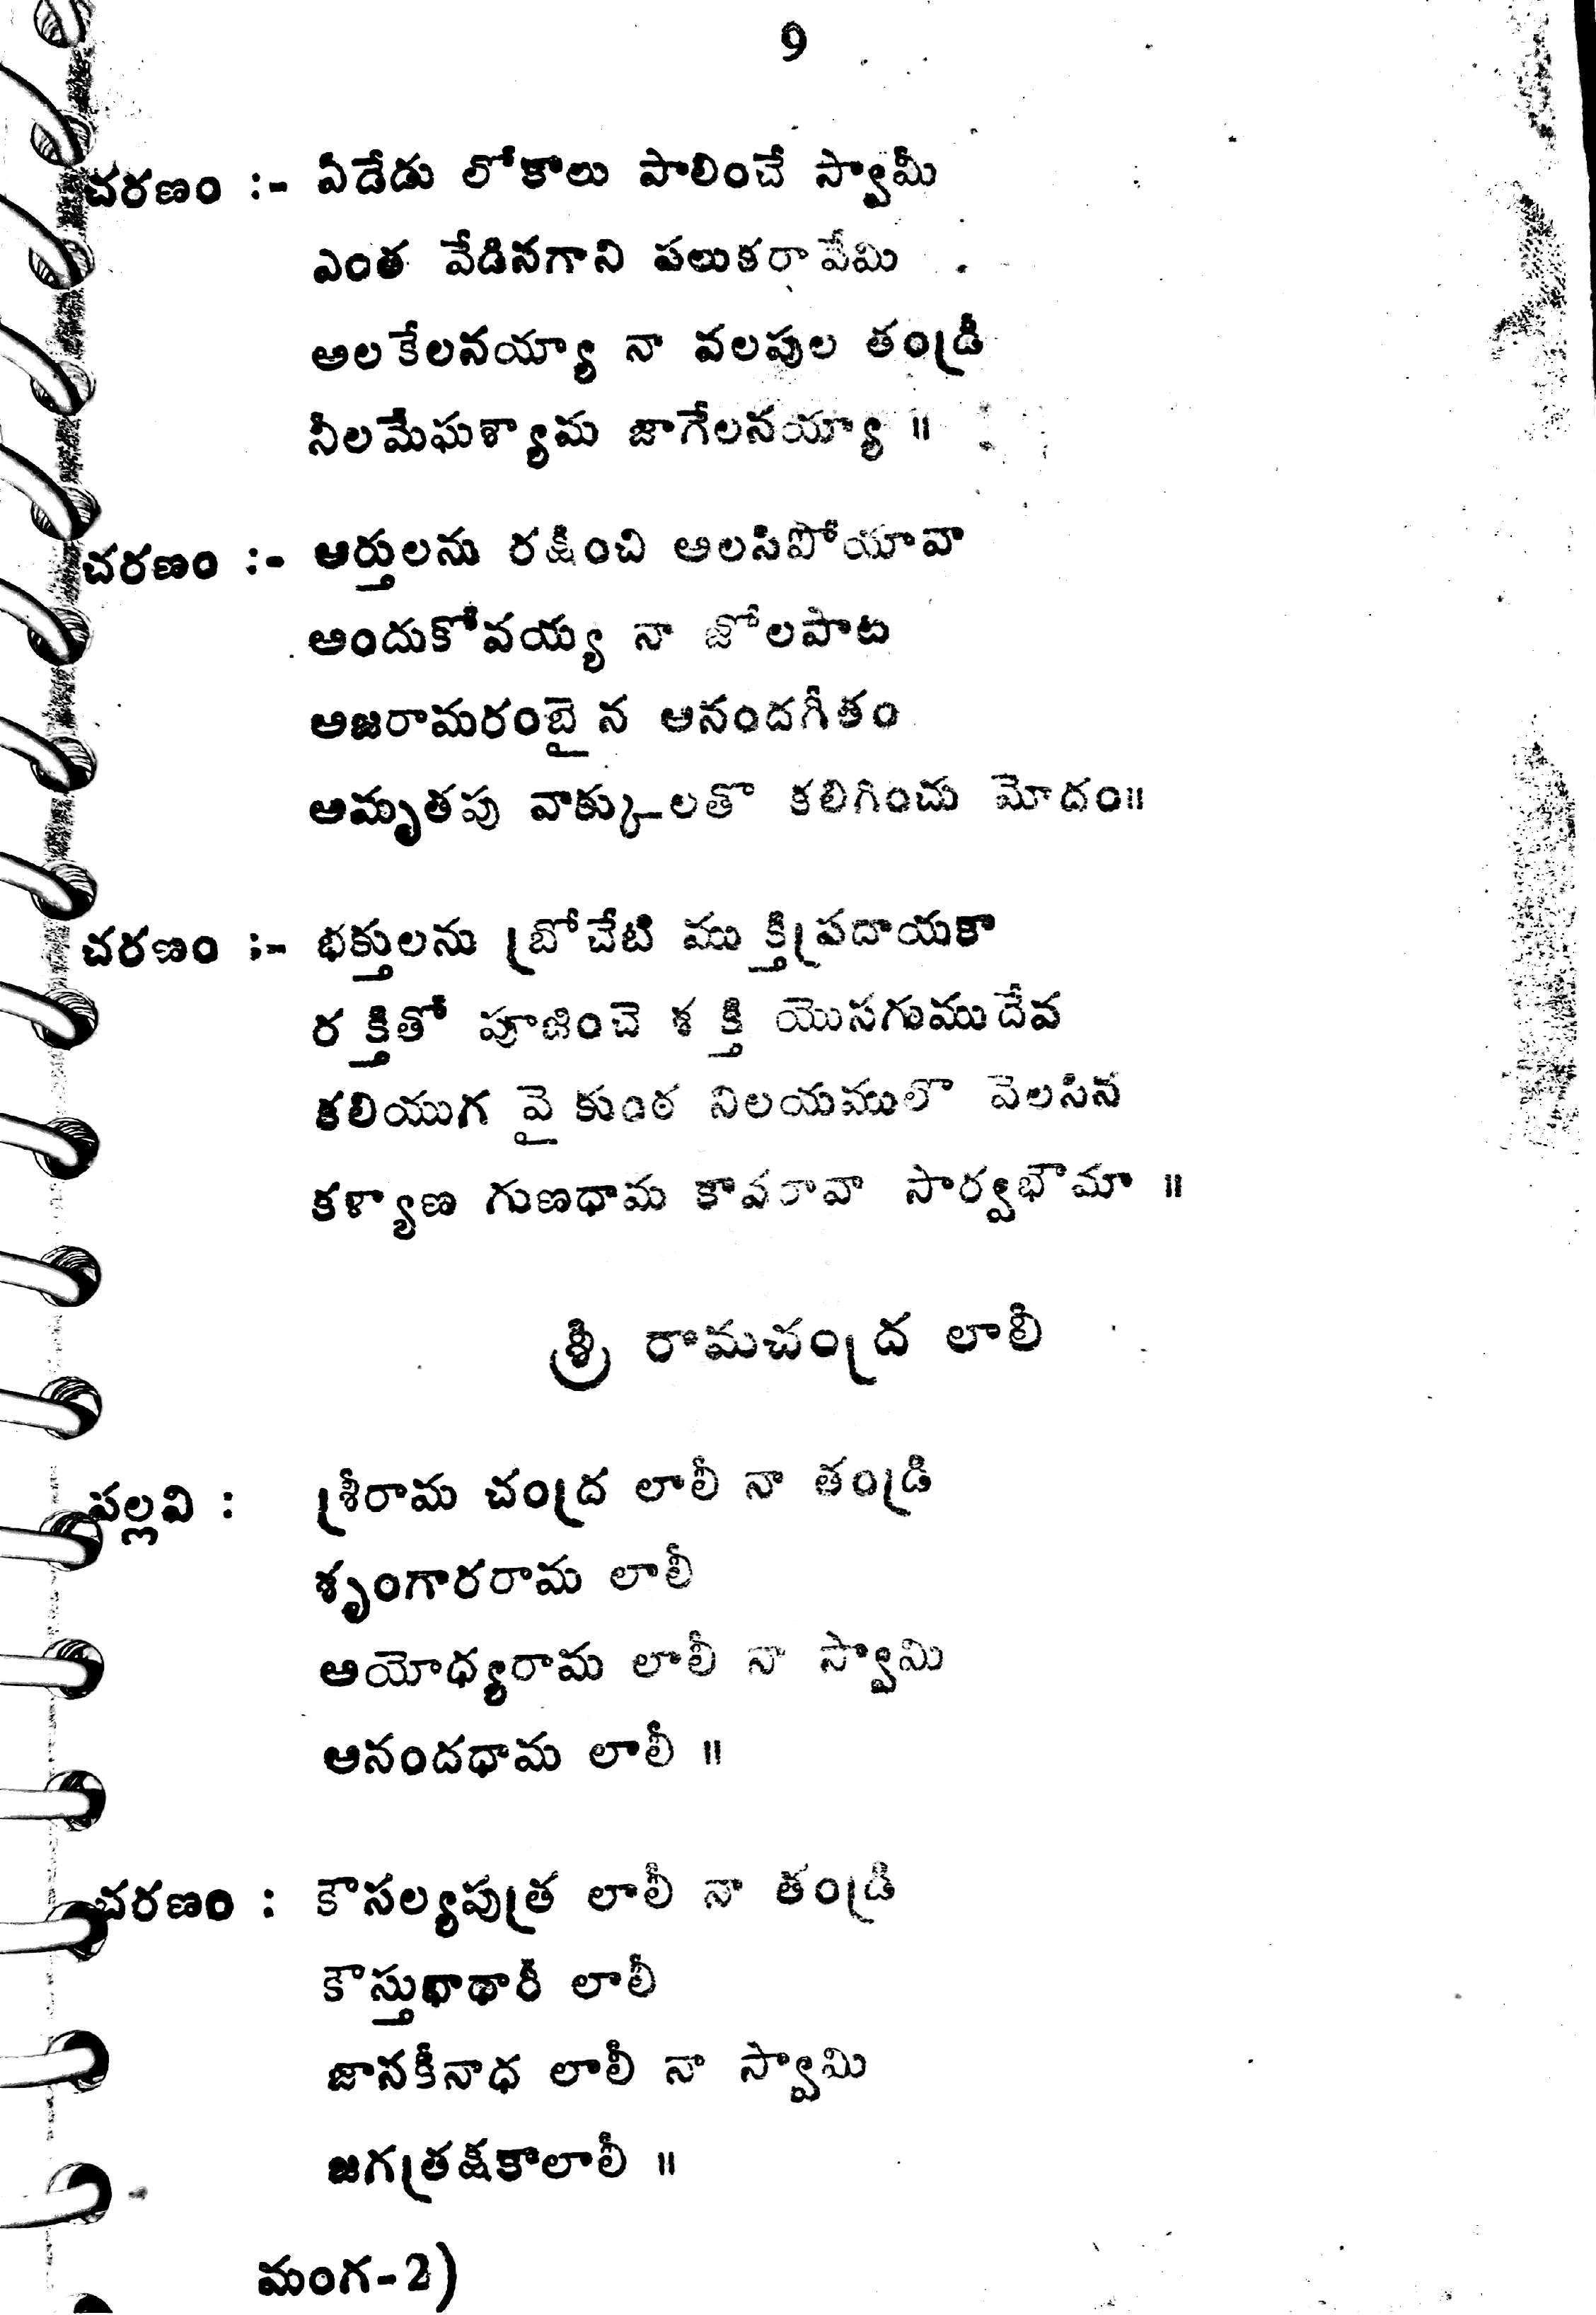 9
చరణం :- ఏడేడు లోకాలు పాలించే స్వామీ
ఎంత వేడినగాని పలుకరావేమి
అలకేలనయ్యా నా వలపుల తండ్రీ
నీలమేఘశ్యామ జాగేలనయ్యా ॥
చరణం :- ఆర్తులను రక్షించి అలసిపోయావా
అందుకోవయ్య నా జోలపాట
అజరామరంబైన ఆనందగీతం
అమృతపు వాక్కులతొ కలిగించు మోదం॥
చరణం :- భక్తులను బ్రోచేటి ముక్తిప్రదాయకా
రక్తితో పూజించె శక్తి యొసగుముదేవ
కలియుగ వైకుంఠ నిలయములొ వెలసిన
కళ్యాణ గుణధామ కావరావా సార్వభౌమా ॥
శ్రీ రామచంద్ర లాలీ
పల్లవి : శ్రీరామ చంద్ర లాలీ నా తండ్రి
శృంగారరామ లాలీ
అయోధ్యరామ లాలీ నా స్వామి
ఆనందధామ లాలీ ॥
చరణం : కౌసల్యపుత్ర లాలీ నా తండ్రి
కౌస్తుభాధారీ లాలీ
జానకీనాధ లాలీ నా స్వామి
జగత్రక్షకాలాలీ ॥
మంగ-2)